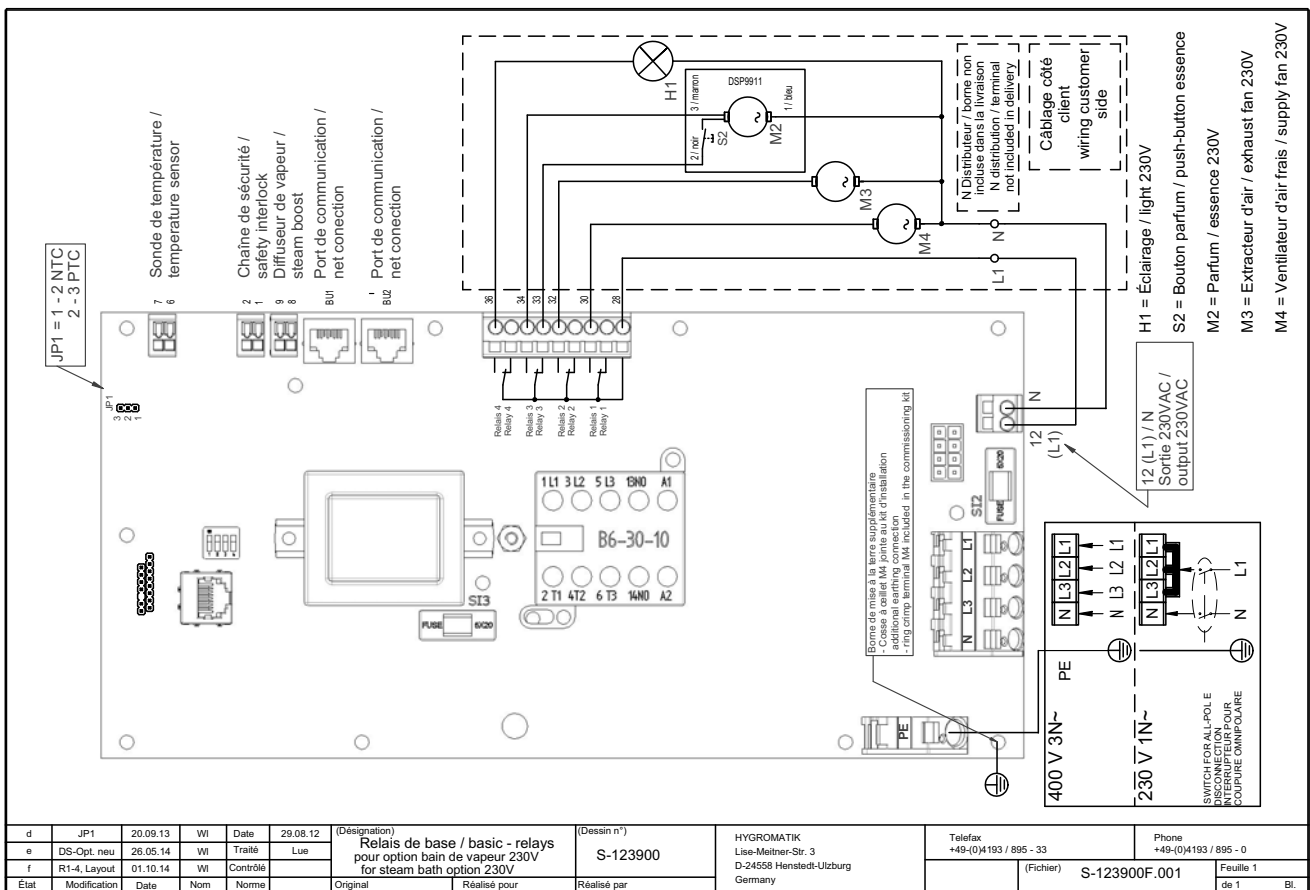 JP1 = 1 - 2 NTC
2 - 3 PTC
Sonde de température /
temperature sensor
Chaîne de sécurité /
safety interlock
Diffuseur de vapeur /
steam boost
Port de communication /
net conection
Port de communication /
net conection
7
6
2
1
9
8
BU1
BU2
JP1
3
2
1
36
34
33
32
30
28
Relais 4
Relay 4
Relais 3
Relay 3
Relais 2
Relay 2
Relais 1
Relay 1
H1
3 / marron
DSP9911
1 / bleu
2 / noir
S2
M2
M3
M4
N
L1
N Distributeur / borne non
incluse dans la livraison
N distribution / terminal
not included in delivery
Câblage côté
client
wiring customer
side
H1 = Éclairage / light 230V
S2 = Bouton parfum / push-button essence
M2 = Parfum / essence 230V
M3 = Extracteur d'air / exhaust fan 230V
M4 = Ventilateur d'air frais / supply fan 230V
1 L1 3 L2 5 L3 13NO A1
B6-30-10
2 T1 4T2 6 T3 14NO A2
SI3
FUSE 5X20
SI2
FUSE 5X20
N
12
(L1)
12 (L1) / N
Sortie 230VAC /
output 230VAC
Borne de mise à la terre supplémentaire
- Cosse à œillet M4 jointe au kit d'installation
additional earthing connection
- ring crimp terminal M4 included in the commissioning kit
N L3 L2 L1
PE
400 V 3N~
PE
N L3 L2 L1
N L3 L2 L1
230 V 1N~
N L3 L2 L1
N L1
SWITCH FOR ALL-POL E
DISCONNECTION
INTERRUPTEUR POUR
COUPURE OMNIPOLAIRE
d JP1 20.09.13 WI Date 29.08.12
e DS-Opt. neu 26.05.14 WI Traité Lue
f R1-4, Layout 01.10.14 WI Contrôlé
État Modification Date Nom Norme
(Désignation)
Relais de base / basic - relays
pour option bain de vapeur 230V
for steam bath option 230V
Original Réalisé pour Réalisé par
(Dessin n°)
S-123900
HYGROMATIK
Lise-Meitner-Str. 3
D-24558 Henstedt-Ulzburg
Germany
Telefax
+49-(0)4193 / 895 - 33
Phone
+49-(0)4193 / 895 - 0
(Fichier) S-123900F.001
Feuille 1
de 1 Bl.